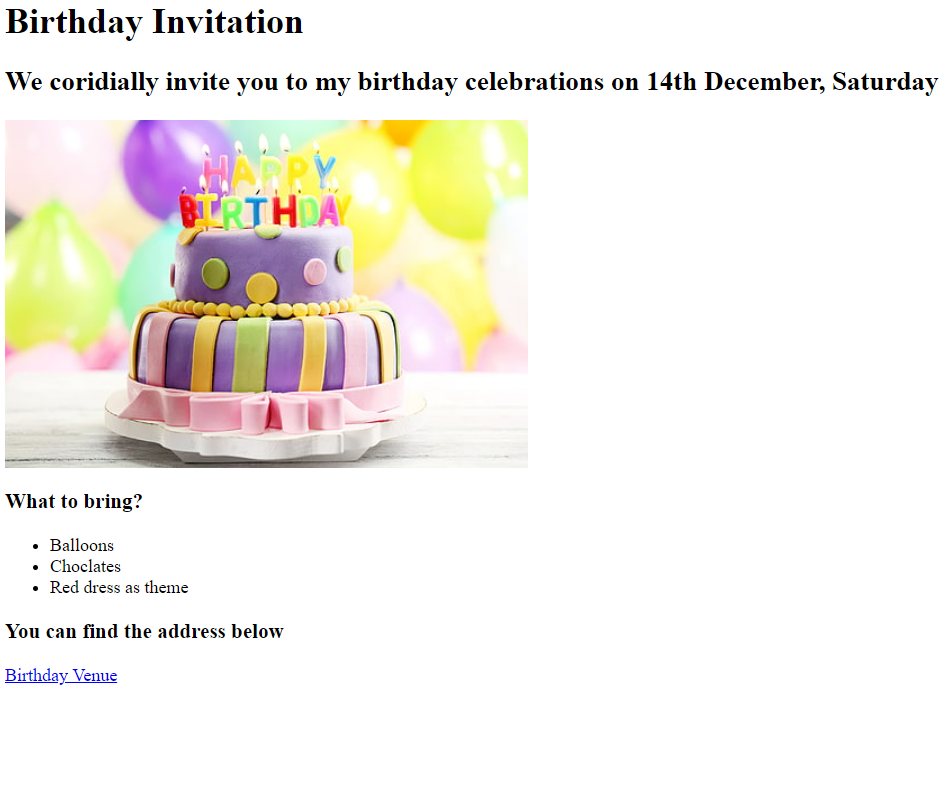 Birthday Invitation
We coridially invite you to my birthday celebrations on 14th December, Saturday
HAPPY
BIRTHDAY
What to bring?
Balloons
Choclates
Red dress as theme
You can find the address below
Birthday Venue